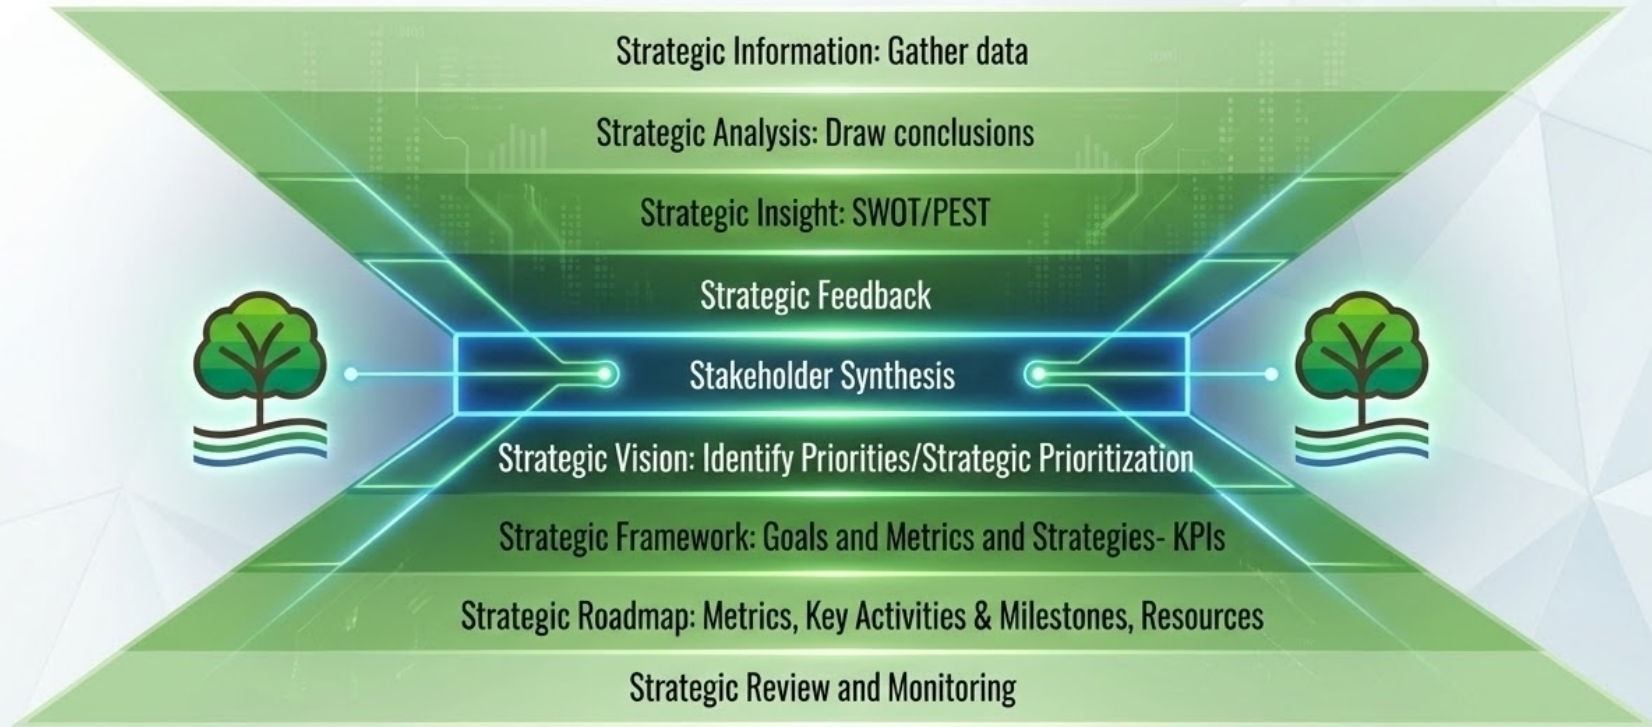 Strategic Information: Gather data
Strategic Analysis: Draw conclusions
Strategic Insight: SWOT/PEST
Strategic Feedback
Stakeholder Synthesis
Strategic Vision: Identify Priorities/Strategic Prioritization
Strategic Framework: Goals and Metrics and Strategies- KPIs
Strategic Roadmap: Metrics, Key Activities & Milestones, Resources
Strategic Review and Monitoring